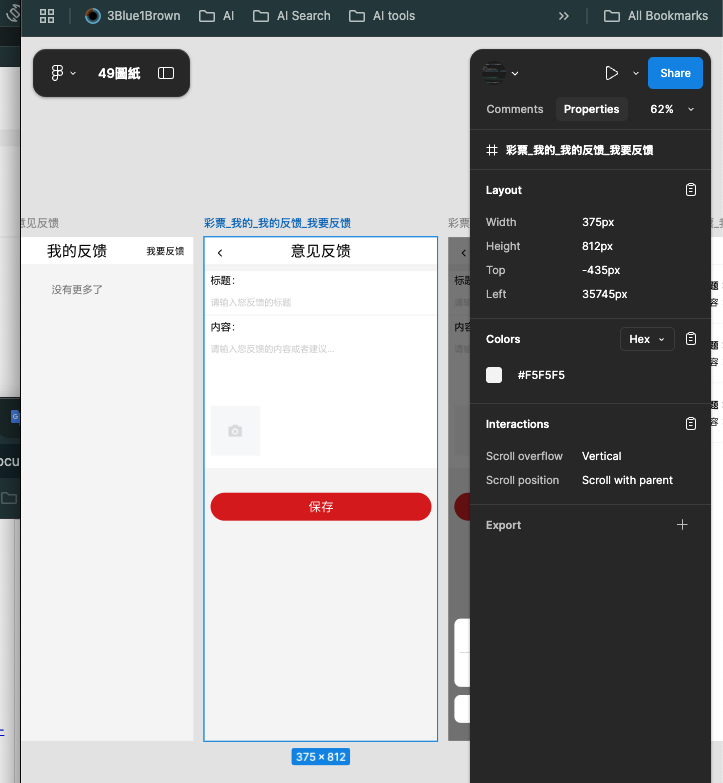 3Blue1Brown
AI
AI Search
AI tools
All Bookmarks
49圖紙
Share
Comments
Properties
62%
彩票_我的_我的反馈_我要反馈
Layout
Width 375px
Height 812px
Top -435px
Left 35745px
Colors
Hex
#F5F5F5
Interactions
Scroll overflow Vertical
Scroll position Scroll with parent
Export
意见反馈
我的反馈
我要反馈
没有更多了
彩票_我的_我的反馈_我要反馈
意见反馈
标题:
请输入您反馈的标题
内容:
请输入您反馈的内容或者建议...
保存
375 × 812
彩票
标题
内容